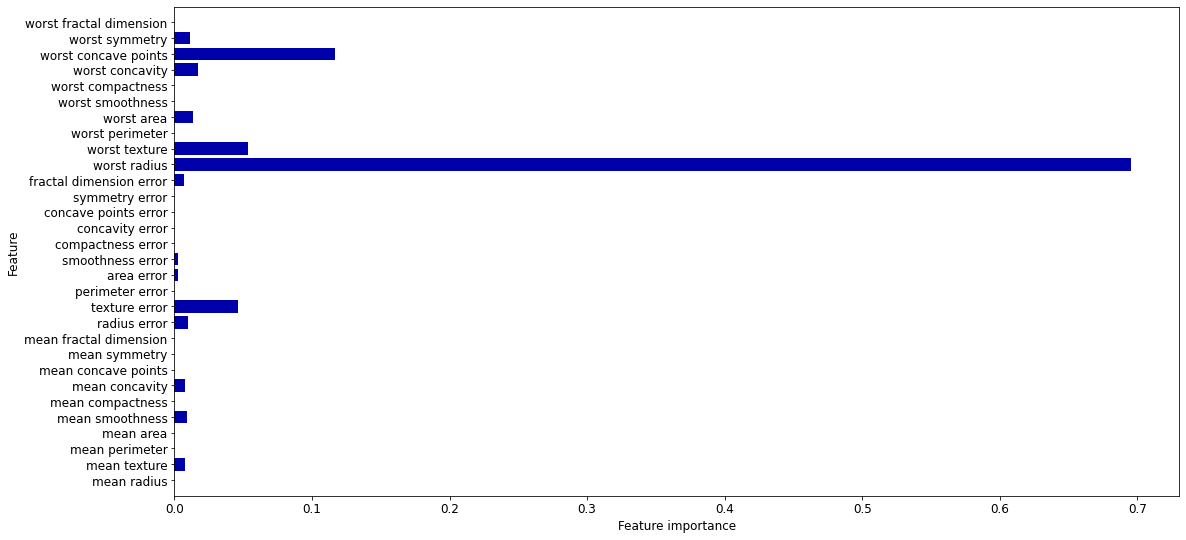 worst fractal dimension
worst symmetry
worst concave points
worst concavity
worst compactness
worst smoothness
worst area
worst perimeter
worst texture
worst radius
fractal dimension error
symmetry error
concave points error
concavity error
compactness error
smoothness error
area error
perimeter error
texture error
radius error
mean fractal dimension
mean symmetry
mean concave points
mean concavity
mean compactness
mean smoothness
mean area
mean perimeter
mean texture
mean radius
Feature
0.0 0.1 0.2 0.3 0.4 0.5 0.6 0.7
Feature importance